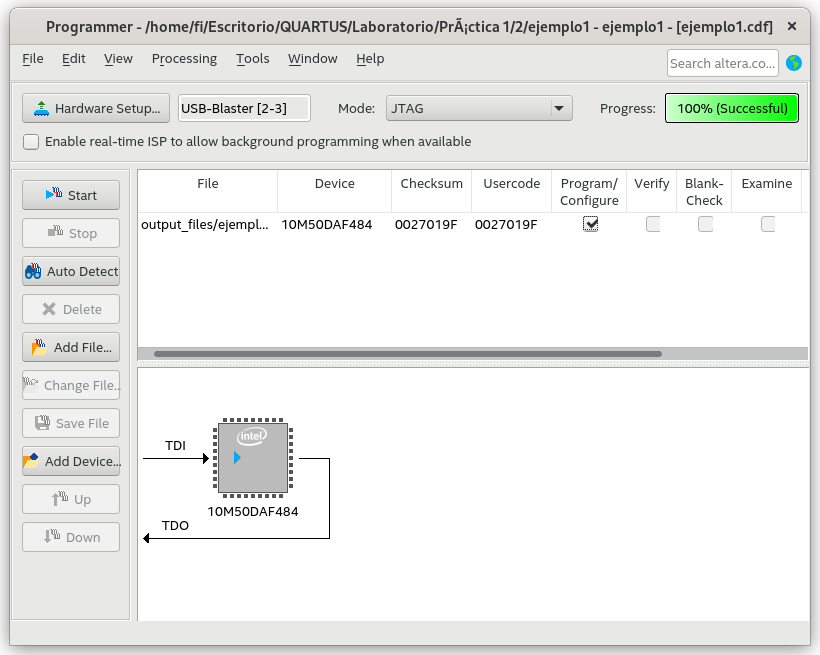 Programmer - /home/fi/Escritorio/QUARTUS/Laboratorio/PrÃ¡ctica 1/2/ejemplo1 - ejemplo1 - [ejemplo1.cdf]
File Edit View Processing Tools Window Help
Search altera.co...
Hardware Setup...
USB-Blaster [2-3]
Mode:
JTAG
Progress:
100% (Successful)
Enable real-time ISP to allow background programming when available
Start
Stop
Auto Detect
Delete
Add File...
Change File..
Save File
Add Device...
Up
Down
File
Device
Checksum
Usercode
Program/
Configure
Verify
Blank-
Check
Examine
output_files/ejempl...
10M50DAF484
0027019F
0027019F
TDI
intel
10M50DAF484
TDO